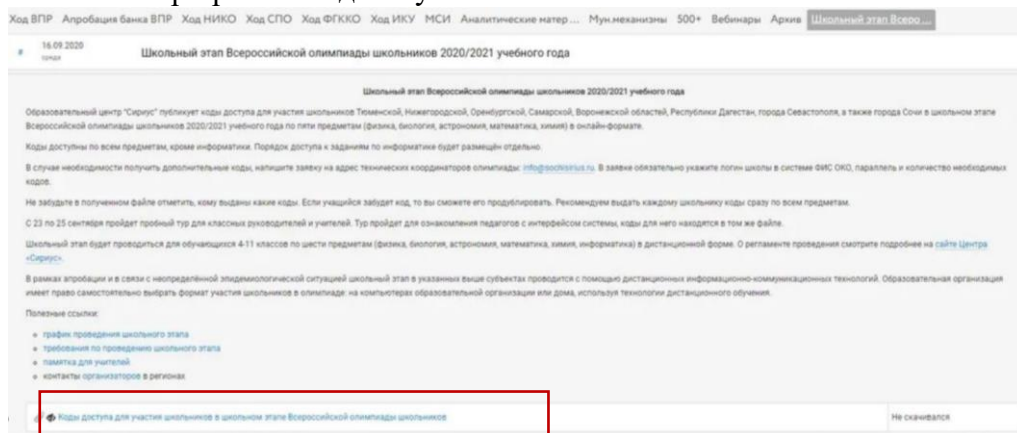 Ход ВПР Апробация банка ВПР Ход НИКО Ход СПО Ход ФГККО Ход ИКУ МСИ Аналитические матер... Мун.механизмы 500+ Вебинары Архив Школьный этап Всеро...
# 16.09.2020 Школьный этап Всероссийской олимпиады школьников 2020/2021 учебного года
среда
Школьный этап Всероссийской олимпиады школьников 2020/2021 учебного года
Образовательный центр "Сириус" публикует коды доступа для участия школьников Тюменской, Нижегородской, Оренбургской, Самарской, Воронежской областей, Республики Дагестан, города Севастополя, а также города Сочи в школьном этапе
Всероссийской олимпиады школьников 2020/2021 учебного года по пяти предметам (физика, биология, астрономия, математика, химия) в онлайн-формате.
Коды доступны по всем предметам, кроме информатики. Порядок доступа к заданиям по информатике будет размещён отдельно.
В случае необходимости получить дополнительные коды, напишите заявку на адрес технических координаторов олимпиады: info@sochisirius.ru. В заявке обязательно укажите логин школы в системе ФИС ОКО, параллель и количество необходимых
кодов.
Не забудьте в полученном файле отметить, кому выданы какие коды. Если учащийся забудет код, то вы сможете его продублировать. Рекомендуем выдать каждому школьнику коды сразу по всем предметам.
С 23 по 25 сентября пройдет пробный тур для классных руководителей и учителей. Тур пройдет для ознакомления педагогов с интерфейсом системы, коды для него находятся в том же файле.
Школьный этап будет проводиться для обучающихся 4-11 классов по шести предметам (физика, биология, астрономия, математика, химия, информатика) в дистанционной форме. О регламенте проведения смотрите подробнее на сайте Центра
«Сириус».
В рамках апробации и в связи с неопределённой эпидемиологической ситуацией школьный этап в указанных выше субъектах проводится с помощью дистанционных информационно-коммуникационных технологий. Образовательная организация
имеет право самостоятельно выбрать формат участия школьников в олимпиаде: на компьютерах образовательной организации или дома, используя технологии дистанционного обучения.
Полезные ссылки:
график проведения школьного этапа
требования по проведению школьного этапа
памятка для учителей
контакты организаторов в регионах
Коды доступа для участия школьников в школьном этапе Всероссийской олимпиады школьников Не скачивался